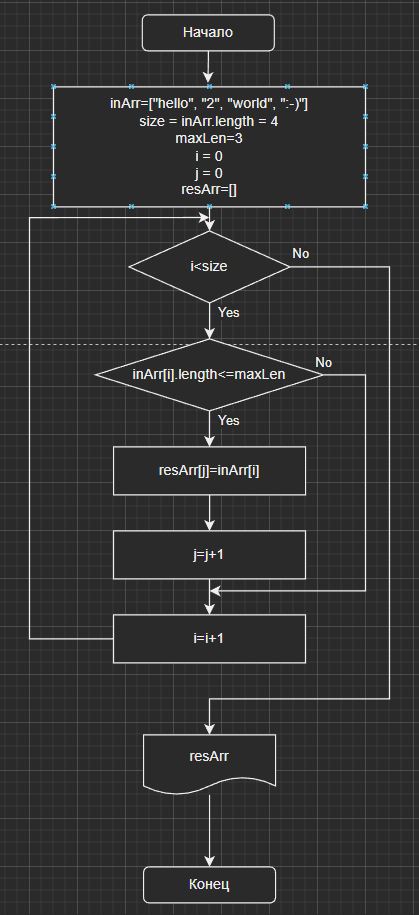 Начало
inArr=["hello", "2", "world", ":-)"]
size = inArr.length = 4
maxLen=3
i = 0
j = 0
resArr=[]
i<size
No
Yes
inArr[i].length<=maxLen
No
Yes
resArr[j]=inArr[i]
j=j+1
i=i+1
resArr
Конец